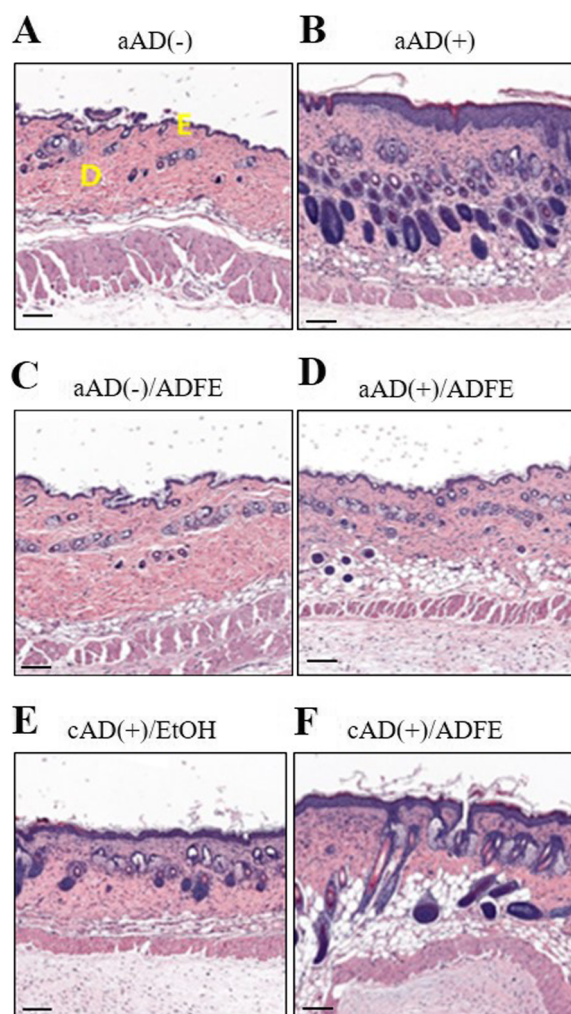 A aAD(-)
B aAD(+)
E
D
C aAD(-)/ADFE
D aAD(+)/ADFE
E cAD(+)/EtOH
F cAD(+)/ADFE